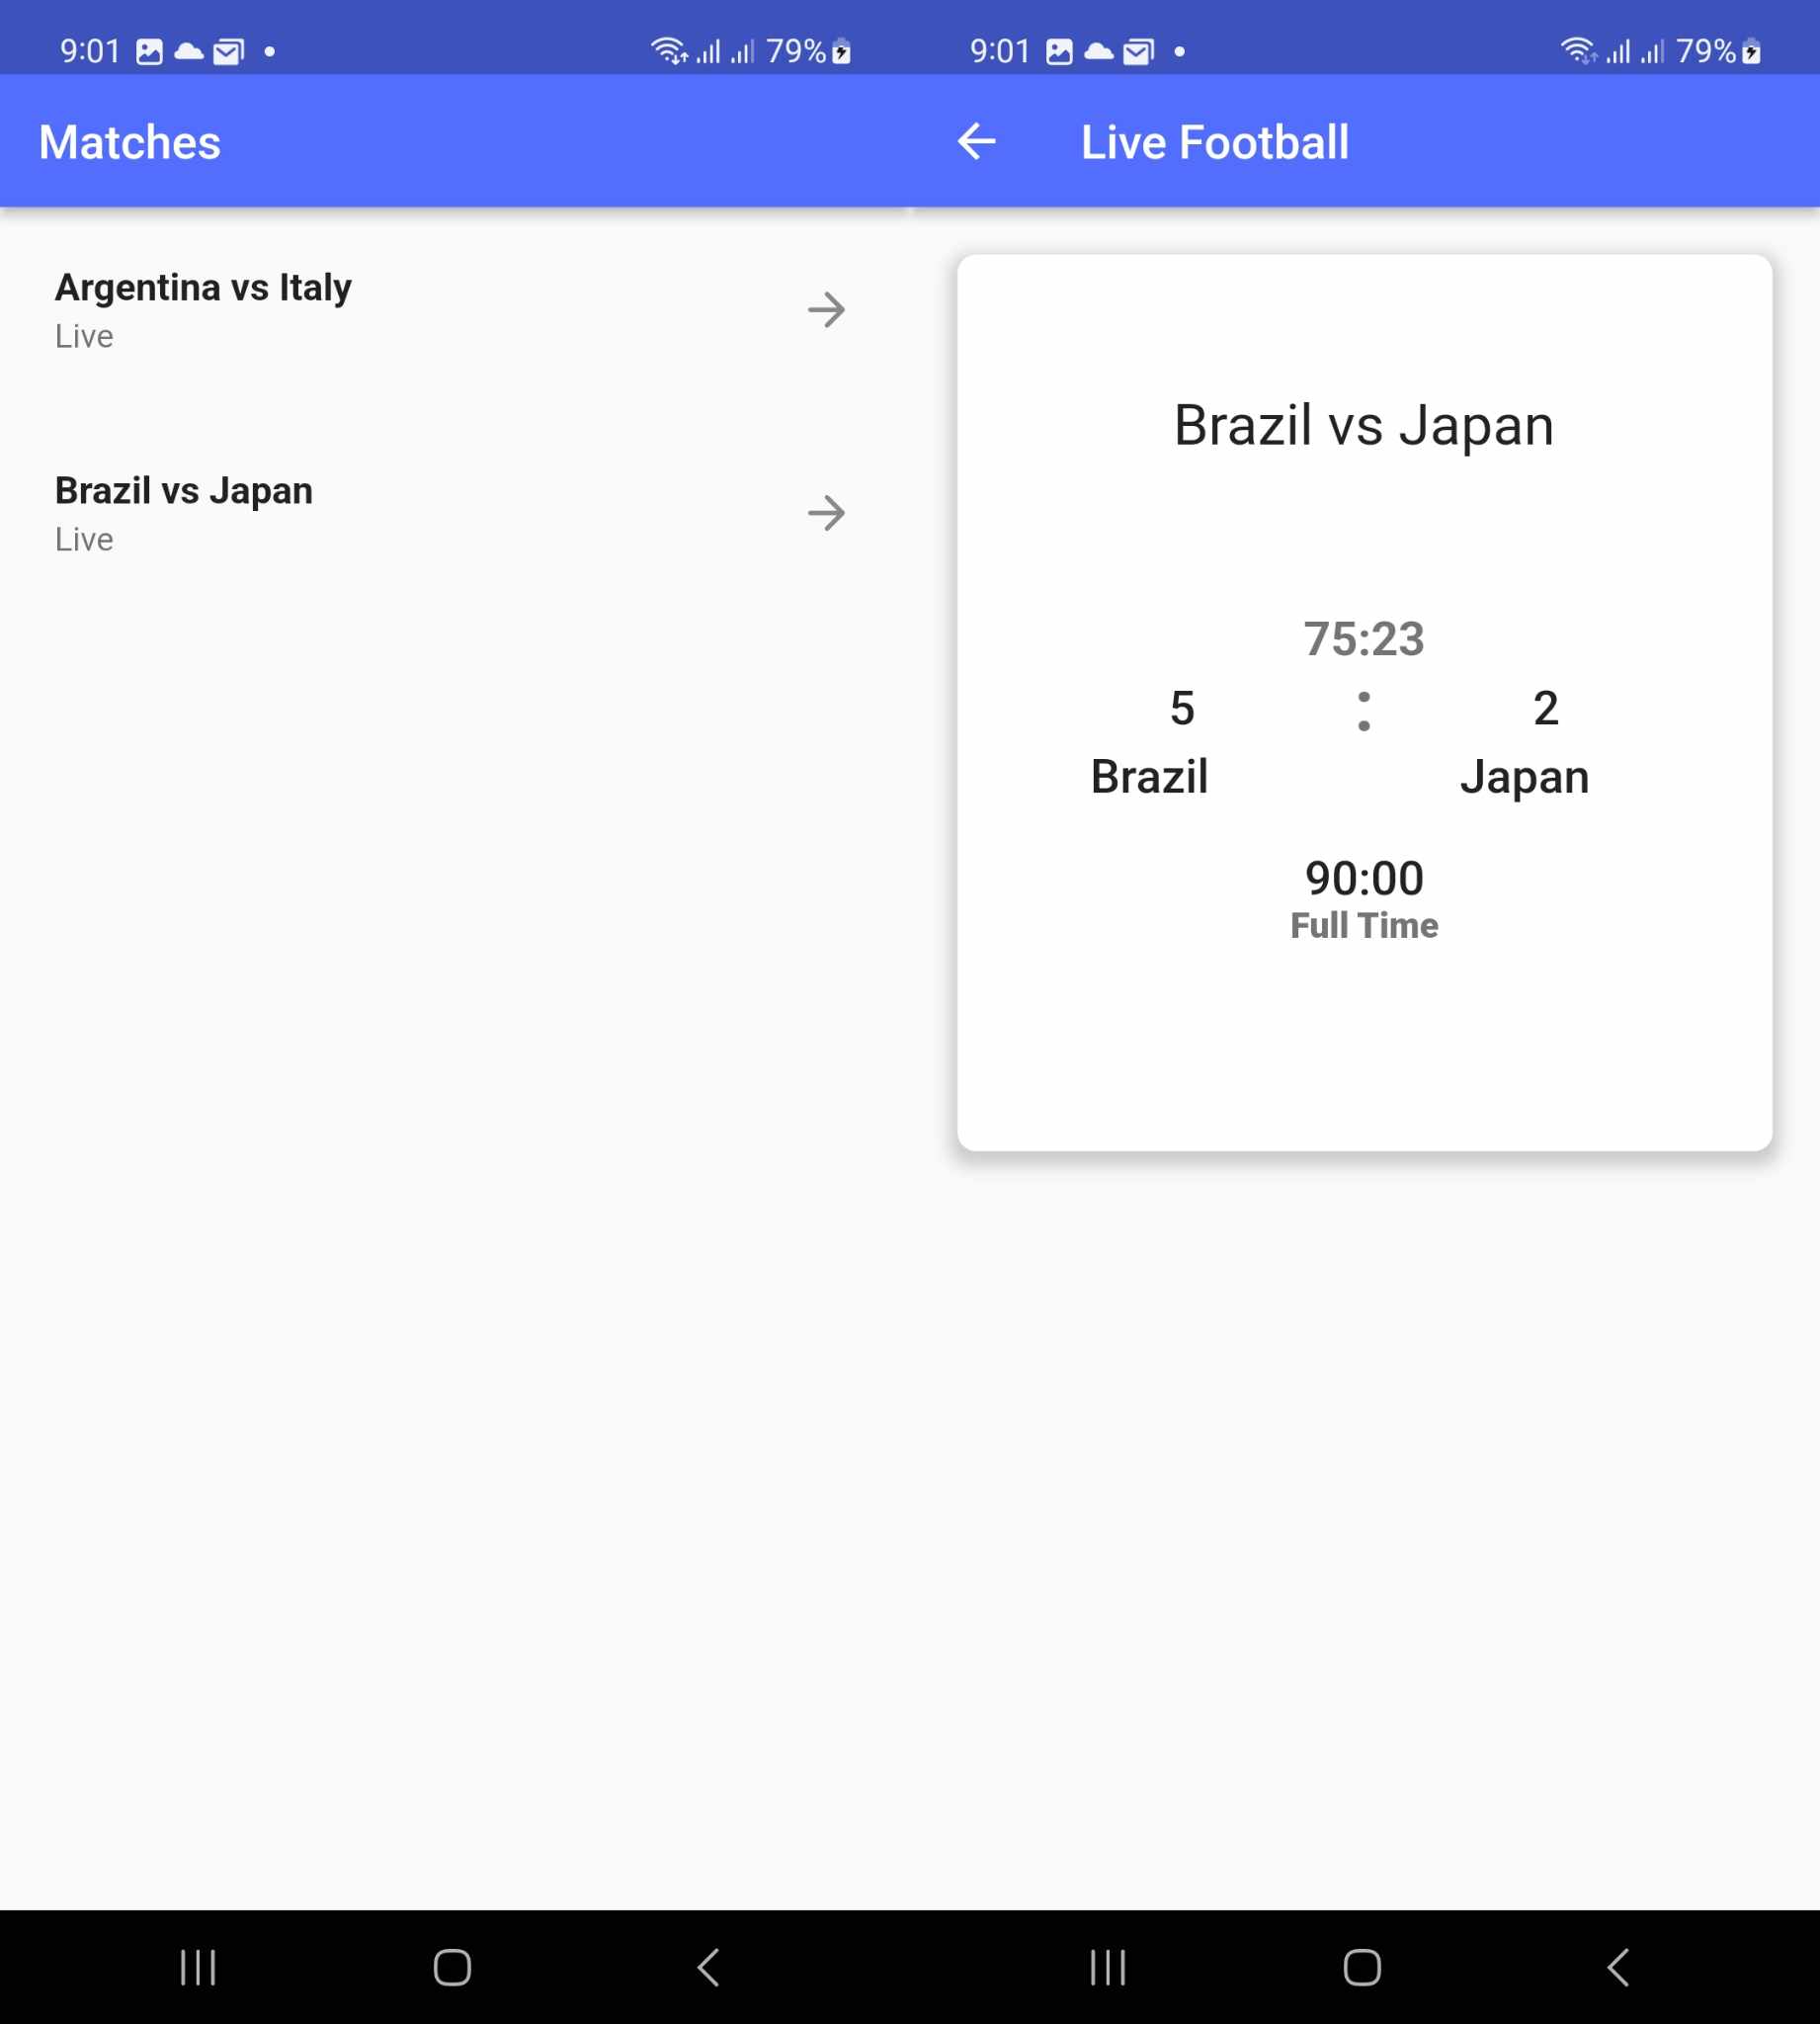 9:01 79%
Matches
Argentina vs Italy
Live
Brazil vs Japan
Live
9:01 79%
Live Football
Brazil vs Japan
75:23
5 : 2
Brazil Japan
90:00
Full Time